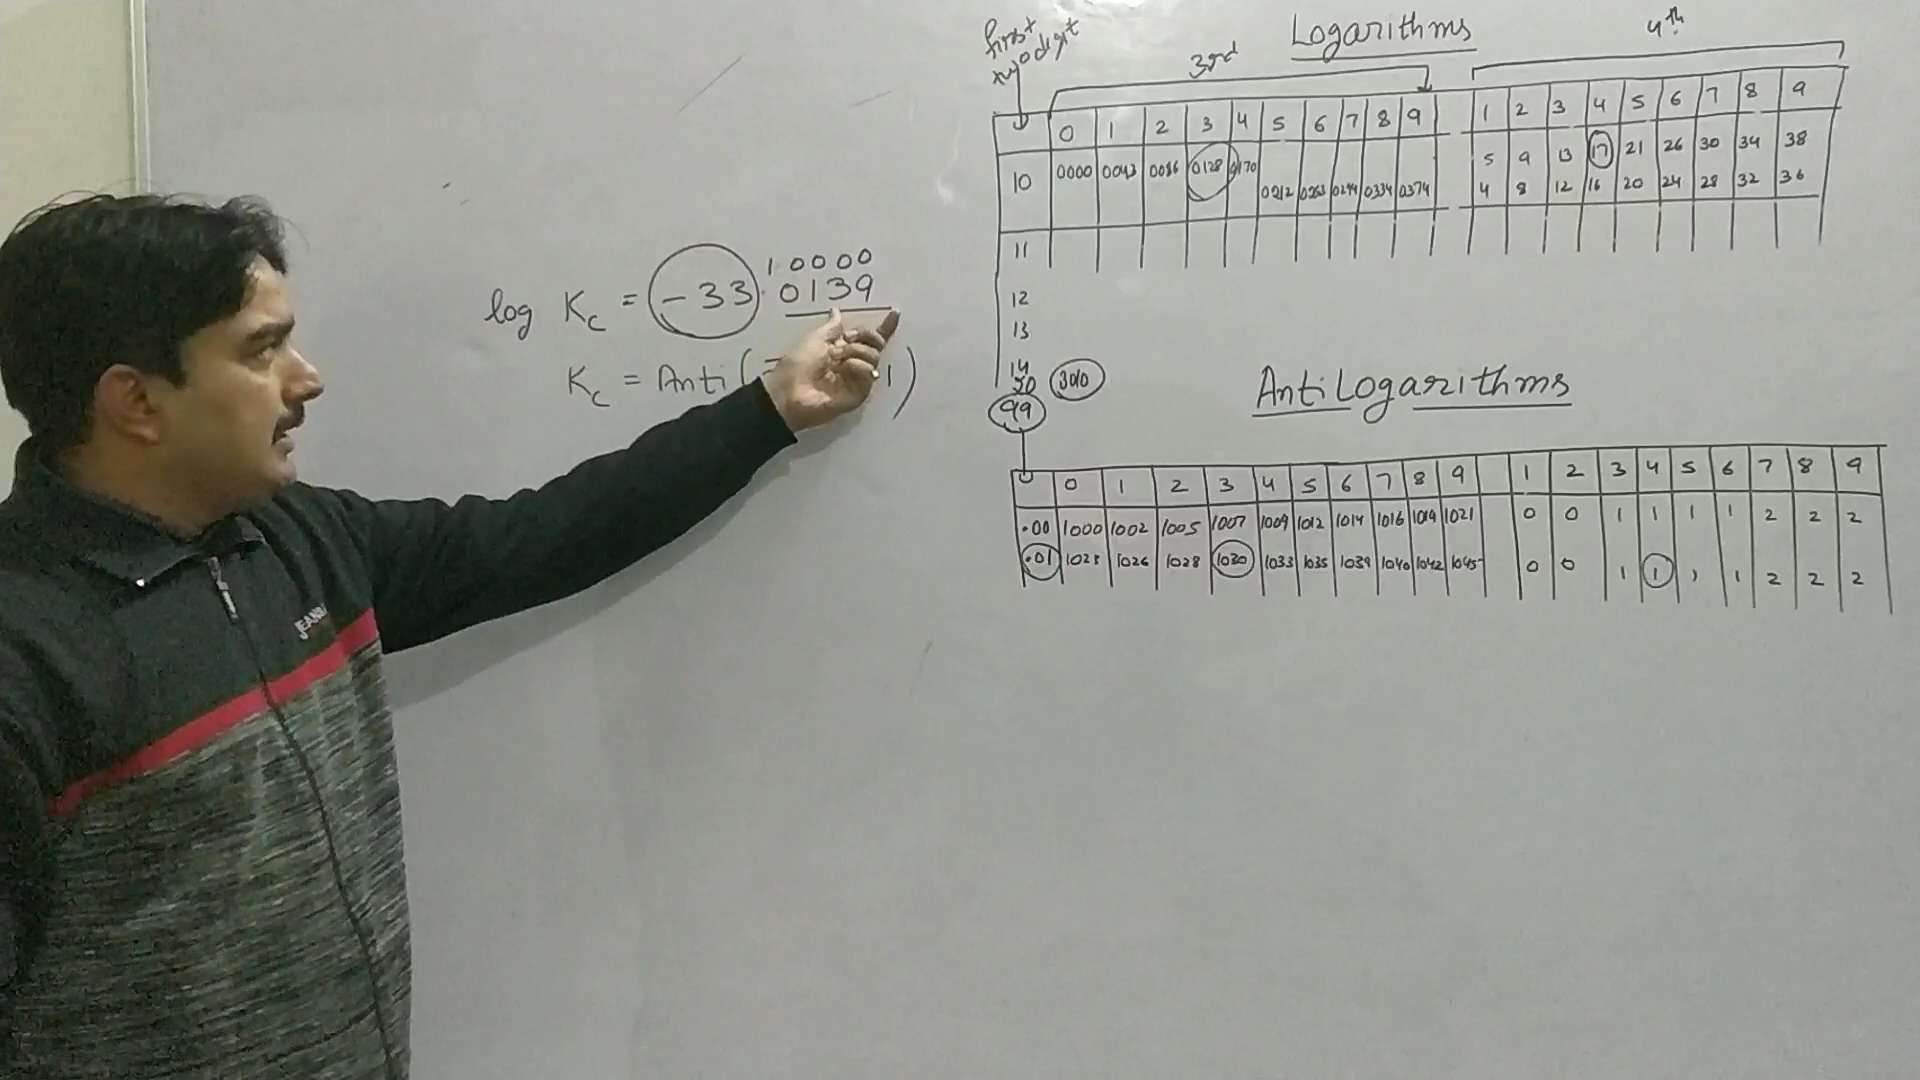 first
two digit
3rd
Logarithms
4th
0 1 2 3 4 5 6 7 8 9 1 2 3 4 5 6 7 8 9
10 0000 0043 0086 0128 0170 5 9 13 17 21 26 30 34 38
0212 0253 0294 0334 0374 4 8 12 16 20 24 28 32 36
11
12
13
14
30 3010
99
1 0000
log Kc = -33.0139
Kc = Anti ( 1)
AntiLogarithms
0 1 2 3 4 5 6 7 8 9 1 2 3 4 5 6 7 8 9
.00 1000 1002 1005 1007 1009 1012 1014 1016 1019 1021 0 0 1 1 1 1 2 2 2
.01 1023 1026 1028 1030 1033 1035 1039 1040 1042 1045 0 0 1 1 1 1 2 2 2